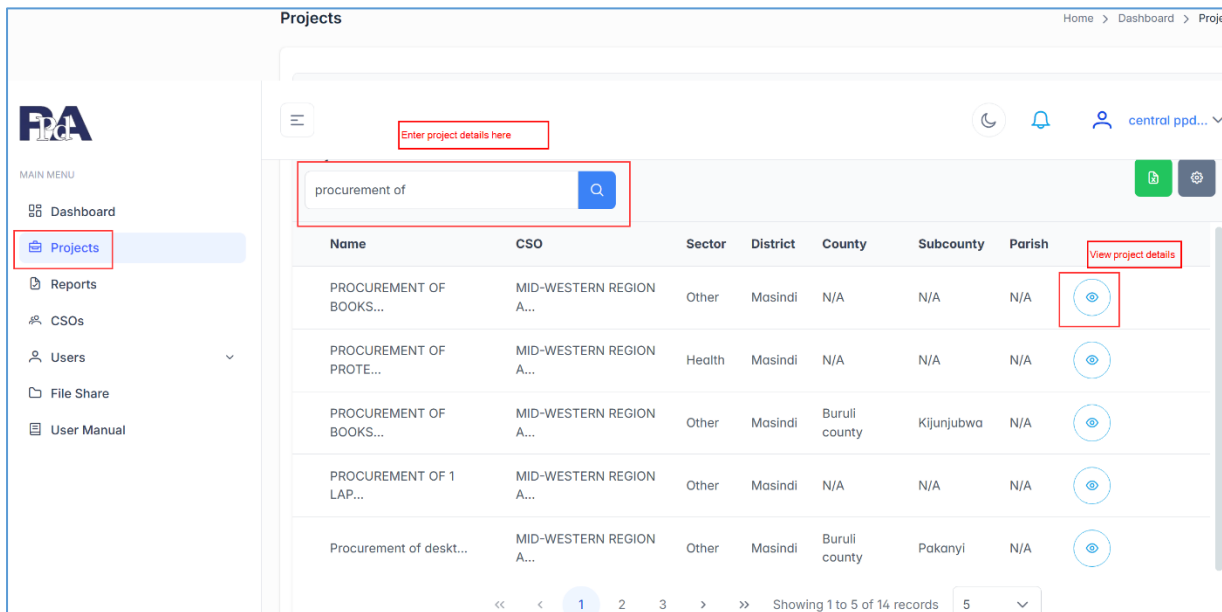 Projects
Home > Dashboard > Proje
PPdA
Enter project details here
central ppd...
MAIN MENU
procurement of
Dashboard
Projects
Reports
CSOs
Users
File Share
User Manual
Name CSO Sector District County Subcounty Parish
View project details
PROCUREMENT OF BOOKS... MID-WESTERN REGION A... Other Masindi N/A N/A N/A
PROCUREMENT OF PROTE... MID-WESTERN REGION A... Health Masindi N/A N/A N/A
PROCUREMENT OF BOOKS... MID-WESTERN REGION A... Other Masindi Buruli county Kijunjubwa N/A
PROCUREMENT OF 1 LAP... MID-WESTERN REGION A... Other Masindi N/A N/A N/A
Procurement of deskt... MID-WESTERN REGION A... Other Masindi Buruli county Pakanyi N/A
<< < 1 2 3 > >> Showing 1 to 5 of 14 records 5